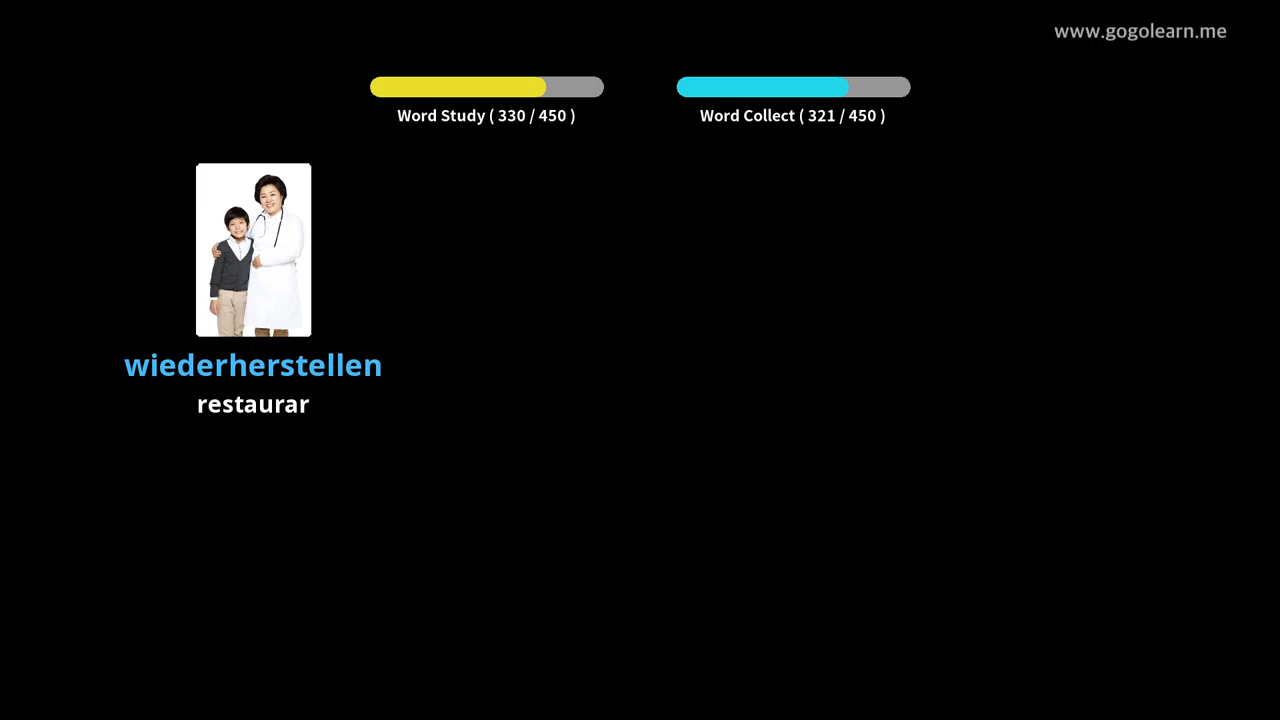 www.gogolearn.me
Word Study ( 330 / 450 )
Word Collect ( 321 / 450 )
wiederherstellen
restaurar